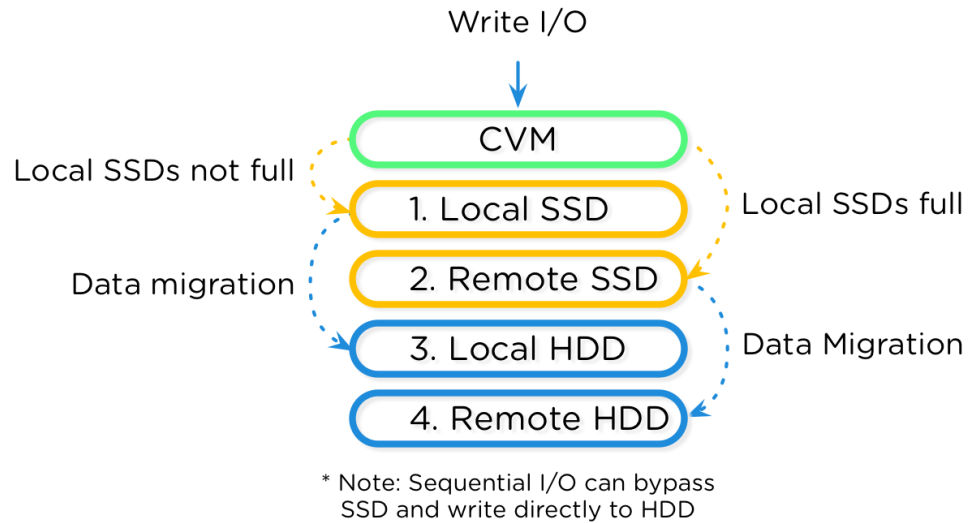 Write I/O
CVM
Local SSDs not full
1. Local SSD
Local SSDs full
2. Remote SSD
Data migration
3. Local HDD
Data Migration
4. Remote HDD
* Note: Sequential I/O can bypass
SSD and write directly to HDD